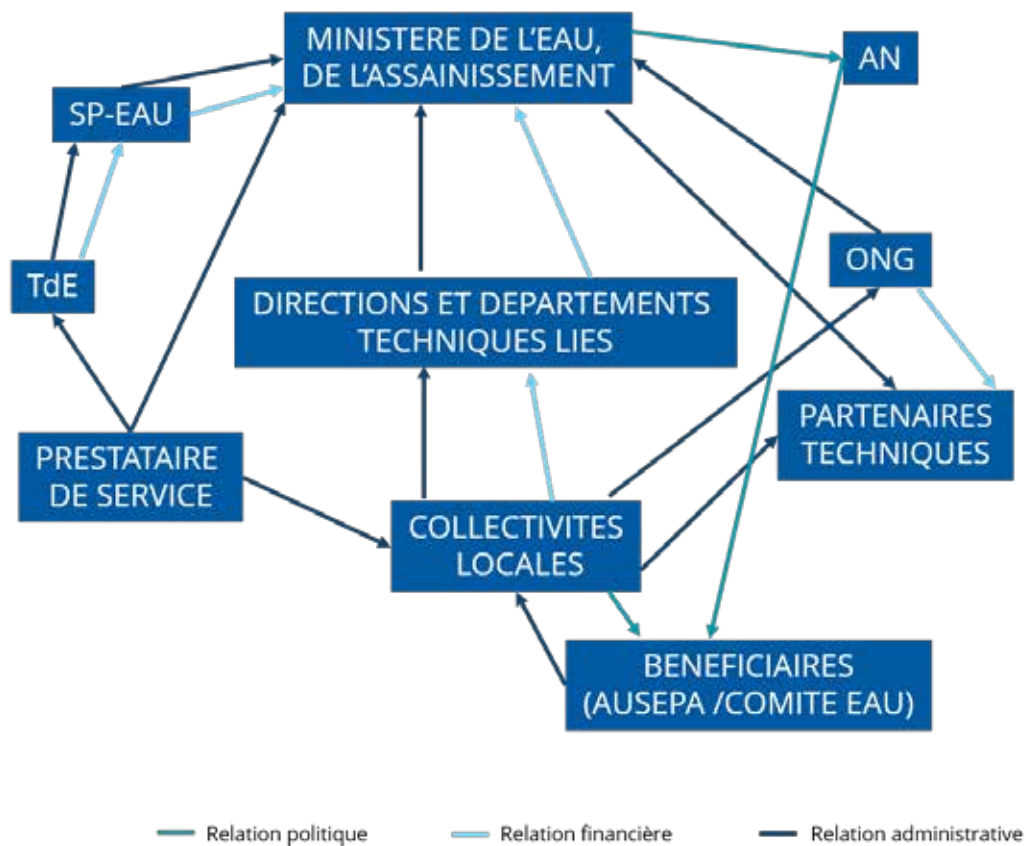 MINISTERE DE L'EAU,
DE L'ASSAINISSEMENT
AN
SP-EAU
ONG
TdE
DIRECTIONS ET DEPARTEMENTS
TECHNIQUES LIES
PARTENAIRES
TECHNIQUES
PRESTATAIRE
DE SERVICE
COLLECTIVITES
LOCALES
BENEFICIAIRES
(AUSEPA /COMITE EAU)
Relation politique
Relation financière
Relation administrative